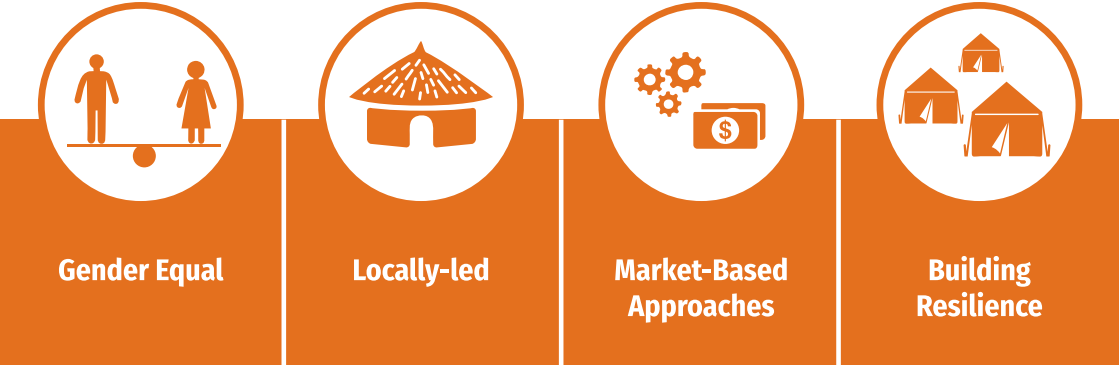 $
Gender Equal
Locally-led
Market-Based
Approaches
Building
Resilience